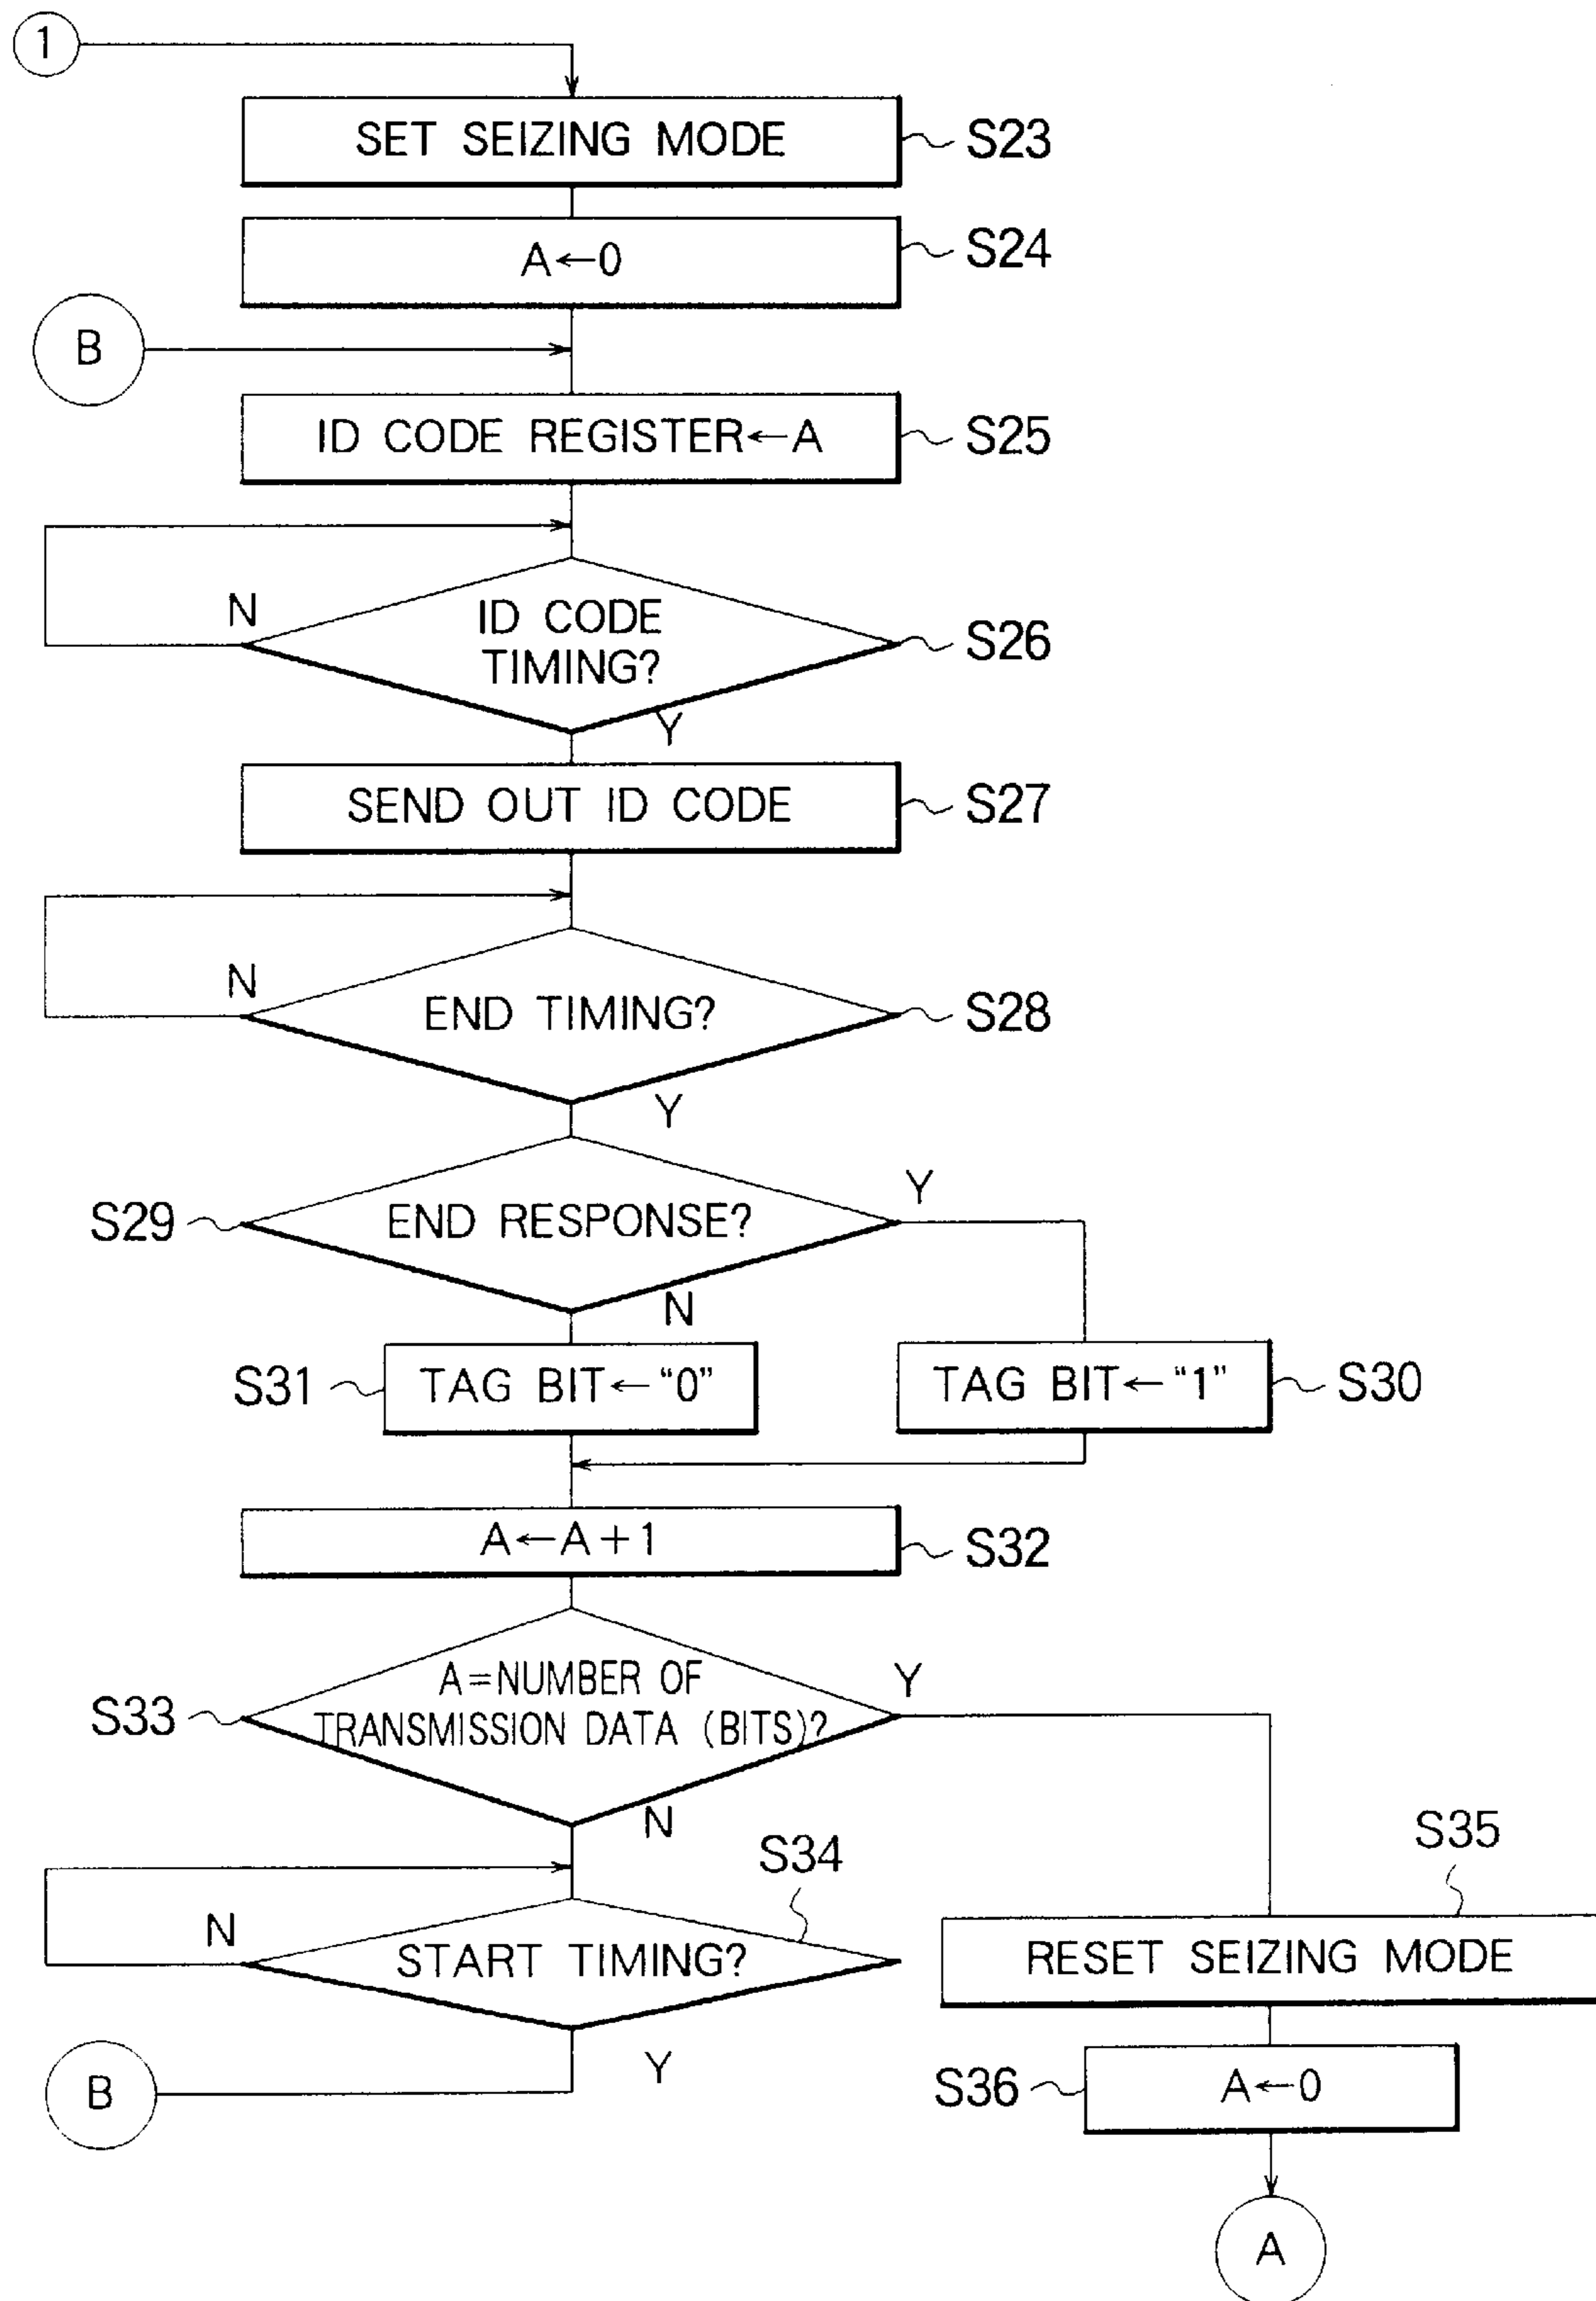 1
SET SEIZING MODE
S23
A←0
S24
B
ID CODE REGISTER←A
S25
N
ID CODE
TIMING?
S26
Y
SEND OUT ID CODE
S27
N
END TIMING?
S28
Y
S29
END RESPONSE?
Y
N
S31
TAG BIT←“0”
TAG BIT←“1”
S30
A←A+1
S32
S33
A=NUMBER OF
TRANSMISSION DATA (BITS)?
Y
N
S34
S35
N
START TIMING?
RESET SEIZING MODE
Y
B
S36
A←0
A